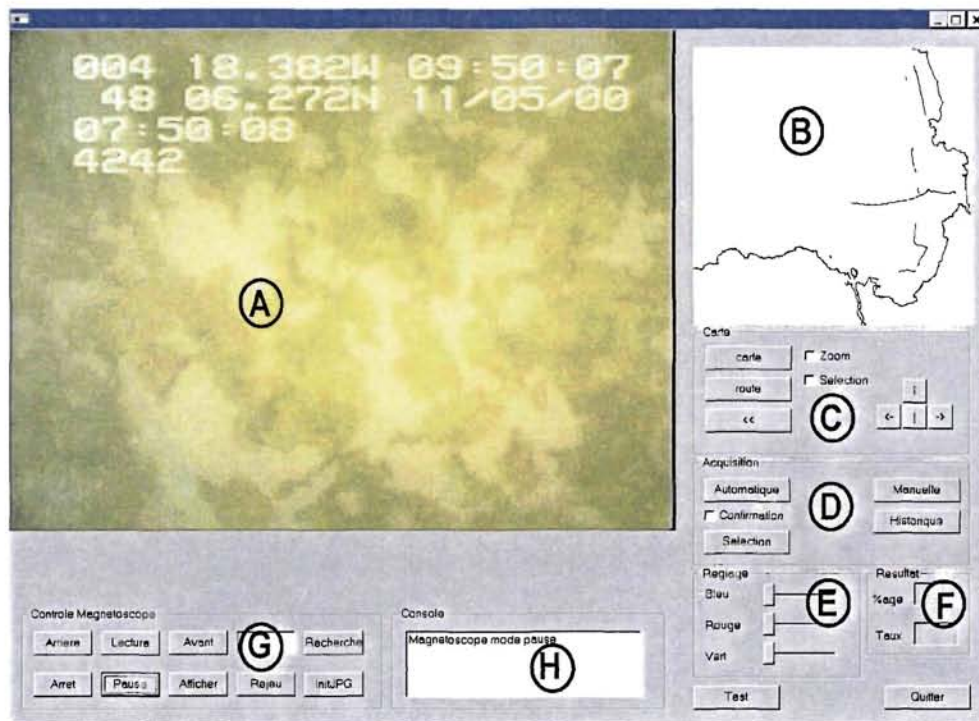 004 18.382W 09:50:07
48 06.272N 11/05/00
07:50:08
4242
A
B
Carte
carte
Zoom
route
Selection
<<
C
<-
->
Acquisition
Automatique
Manuelle
Confirmation
D
Historique
Selection
Reglage
Bleu
Rouge
Vert
E
Resultat
%age
Taux
F
Controle Magnetoscope
Arriere
Lecture
Avant
G
Recherche
Arret
Pause
Afficher
Rejeu
InitJPG
Console
Magnetoscope mode pause
H
Test
Quitter